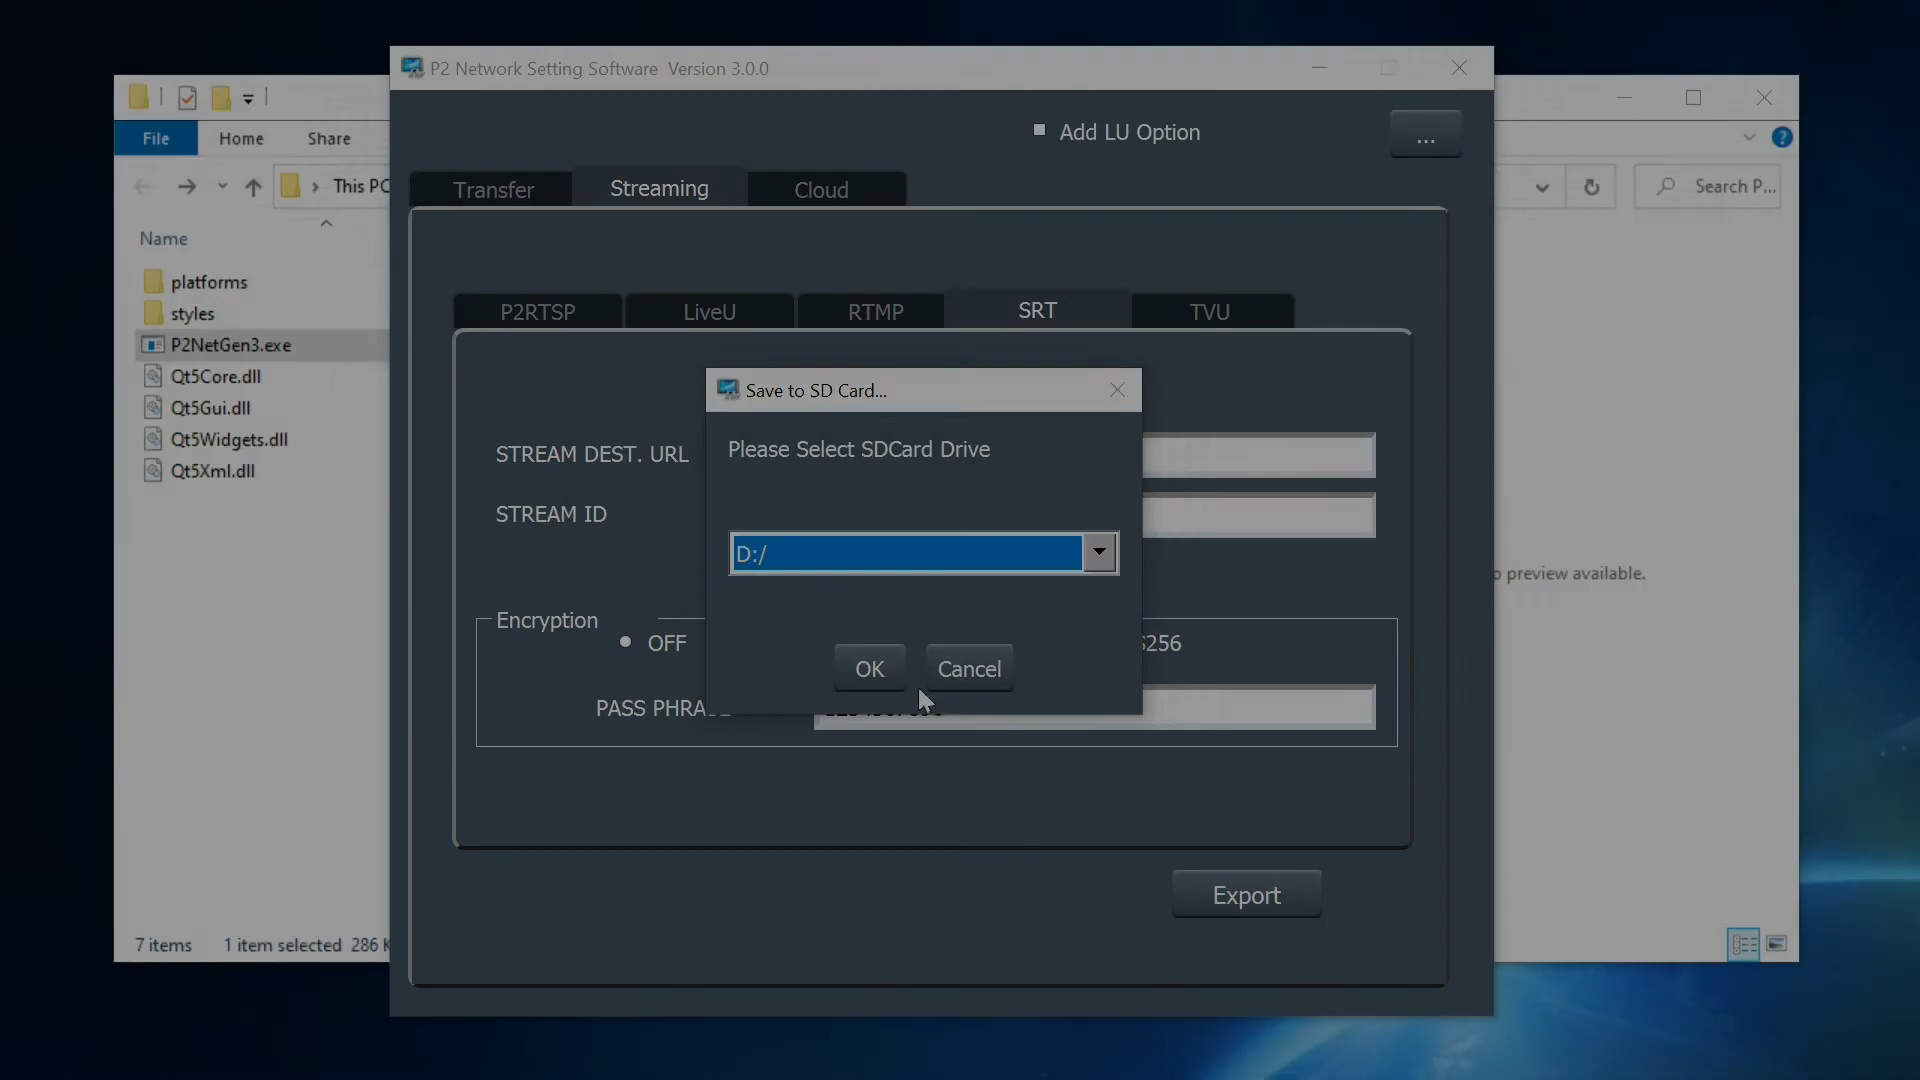 P2 Network Setting Software Version 3.0.0
File
Home
Share
This PC
Search P...
Add LU Option
...
Transfer
Streaming
Cloud
Name
platforms
styles
P2NetGen3.exe
Qt5Core.dll
Qt5Gui.dll
Qt5Widgets.dll
Qt5Xml.dll
P2RTSP
LiveU
RTMP
SRT
TVU
Save to SD Card...
Please Select SDCard Drive
D:/
OK
Cancel
STREAM DEST. URL
STREAM ID
Encryption
OFF
256
PASS
preview available.
Export
7 items
1 item selected 286